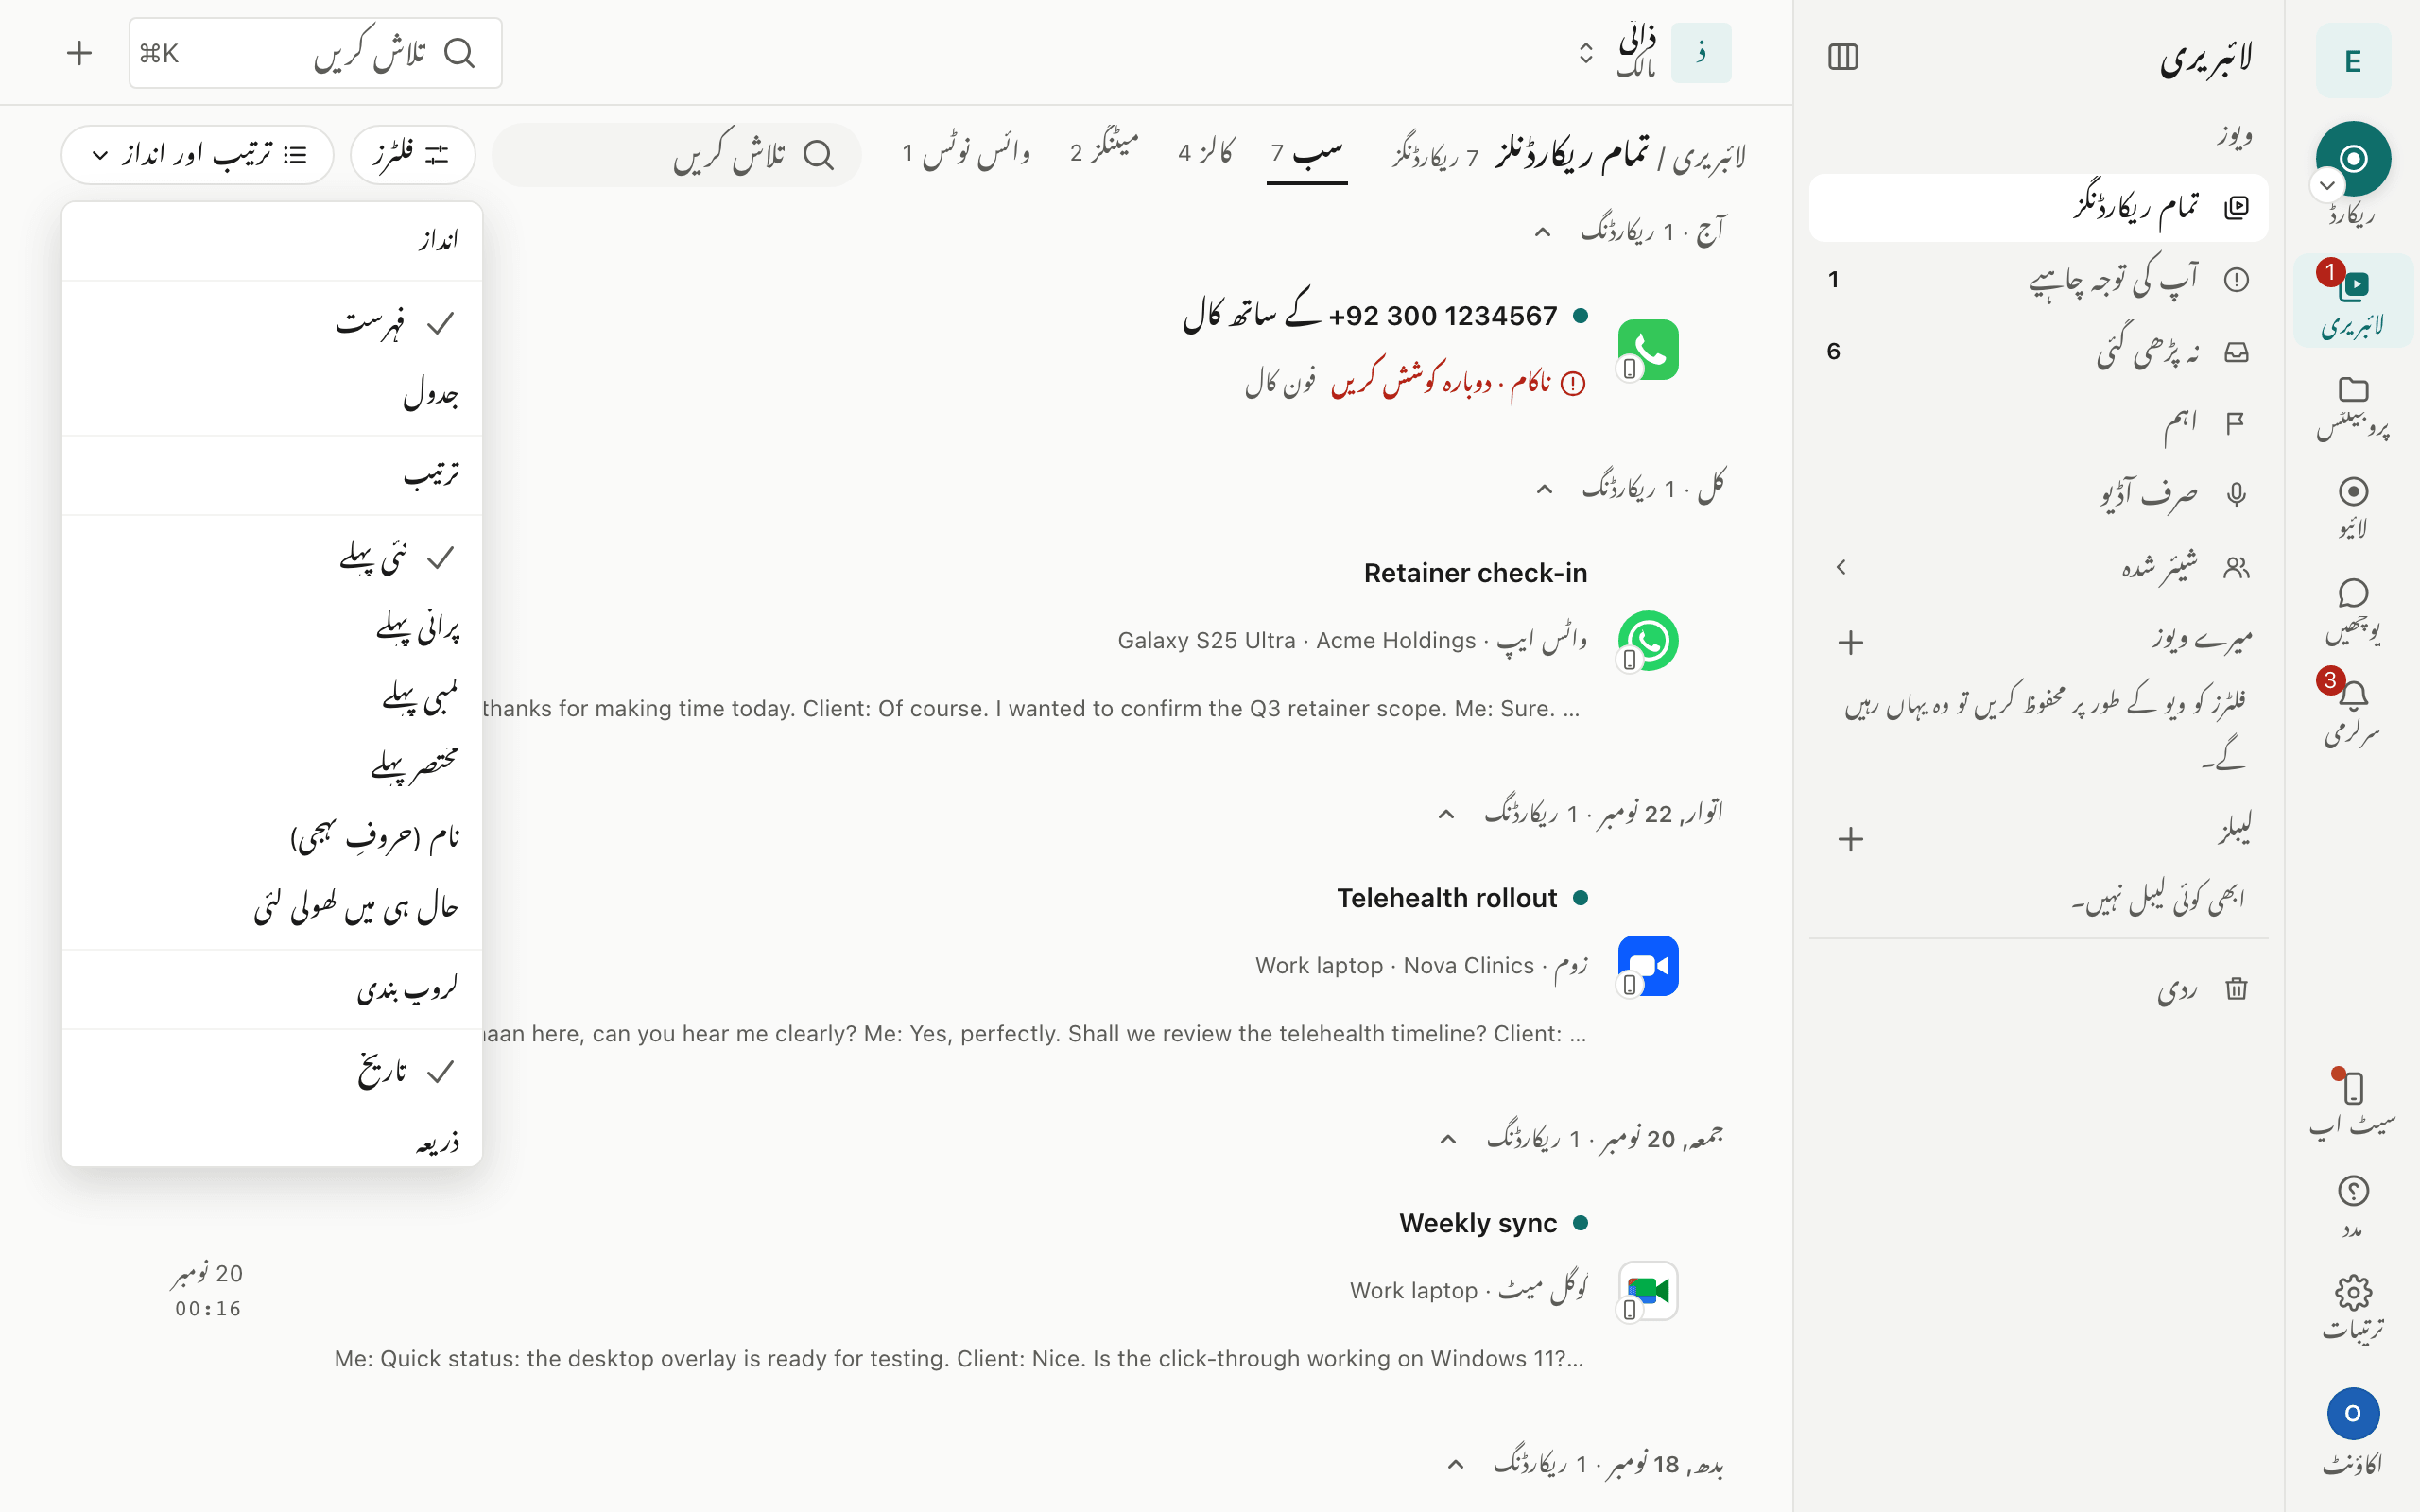 E
ریکارڈ
1
لائبریری
پروجیکٹس
لائیو
پوچھیں
3
سرگرمی
سیٹ اپ
مدد
ترتیبات
O
اکاؤنٹ
لائبریری
ویوز
تمام ریکارڈنگز
آپ کی توجہ چاہیے 1
نہ پڑھی گئی 6
اہم
صرف آڈیو
شیئر شدہ
میرے ویوز
فلٹرز کو ویو کے طور پر محفوظ کریں تو وہ یہاں رہیں
گے۔
لیبلز
ابھی کوئی لیبل نہیں۔
ردی
ذ
ذاتی
مالک
تلاش کریں ⌘K
لائبریری / تمام ریکارڈنگز 7 ریکارڈنگز
سب 7 کالز 4 میٹنگز 2 وائس نوٹس 1
تلاش کریں
فلٹرز
ترتیب اور انداز
آج · 1 ریکارڈنگ
+92 300 1234567 کے ساتھ کال
ناکام · دوبارہ کوشش کریں فون کال
کل · 1 ریکارڈنگ
Retainer check-in
واٹس ایپ · Galaxy S25 Ultra · Acme Holdings
thanks for making time today. Client: Of course. I wanted to confirm the Q3 retainer scope. Me: Sure. …
اتوار, 22 نومبر · 1 ریکارڈنگ
Telehealth rollout
زوم · Work laptop · Nova Clinics
here, can you hear me clearly? Me: Yes, perfectly. Shall we review the telehealth timeline? Client: …
جمعہ, 20 نومبر · 1 ریکارڈنگ
Weekly sync
گوگل میٹ · Work laptop
Me: Quick status: the desktop overlay is ready for testing. Client: Nice. Is the click-through working on Windows 11?…
20 نومبر
00:16
بدھ, 18 نومبر · 1 ریکارڈنگ
انداز
فہرست
جدول
ترتیب
نئی پہلے
پرانی پہلے
لمبی پہلے
مختصر پہلے
نام (حروفِ تہجی)
حال ہی میں کھولی گئی
گروپ بندی
تاریخ
ذریعہ